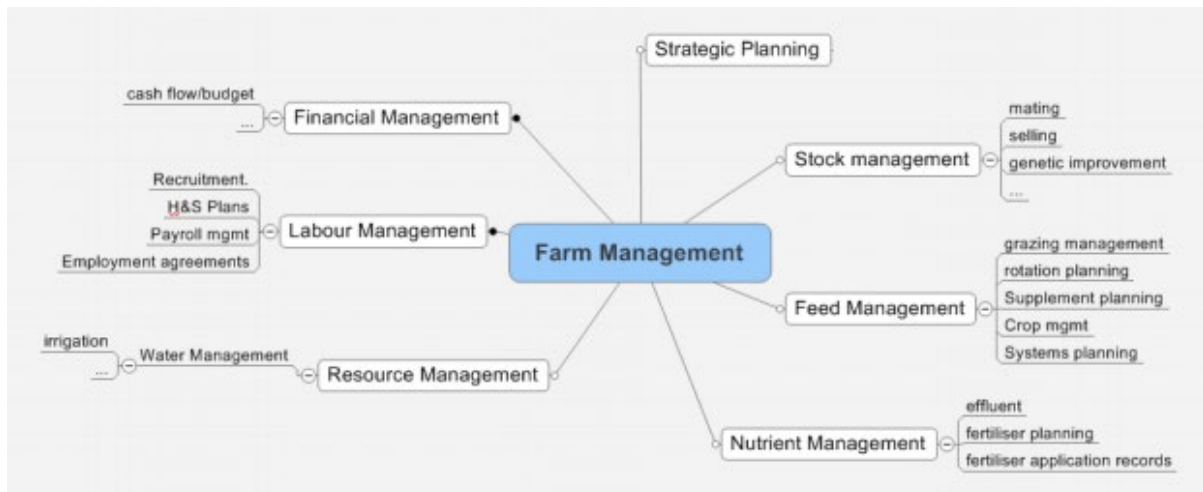 Farm Management
Strategic Planning
Stock management
mating
selling
genetic improvement
...
Feed Management
grazing management
rotation planning
Supplement planning
Crop mgmt
Systems planning
Nutrient Management
effluent
fertiliser planning
fertiliser application records
Financial Management
cash flow/budget
...
Labour Management
Recruitment.
H&S Plans
Payroll mgmt
Employment agreements
Resource Management
Water Management
irrigation
...